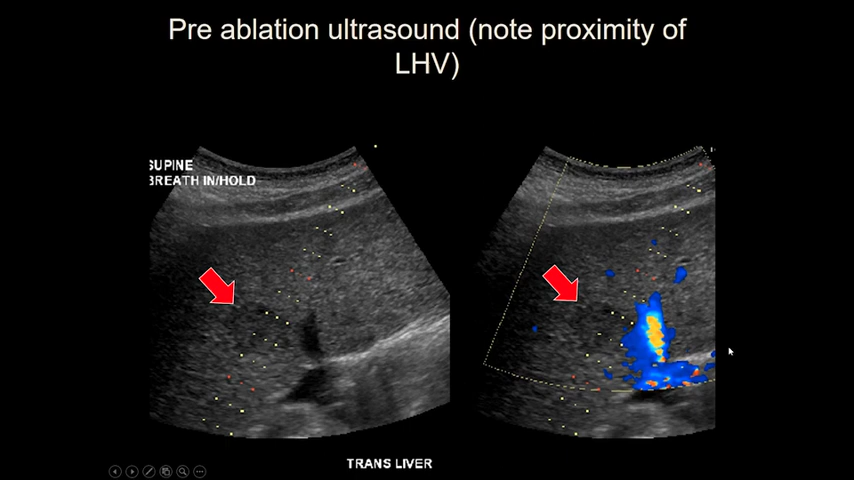 Pre ablation ultrasound (note proximity of
LHV)
SUPINE
BREATH IN/HOLD
TRANS LIVER